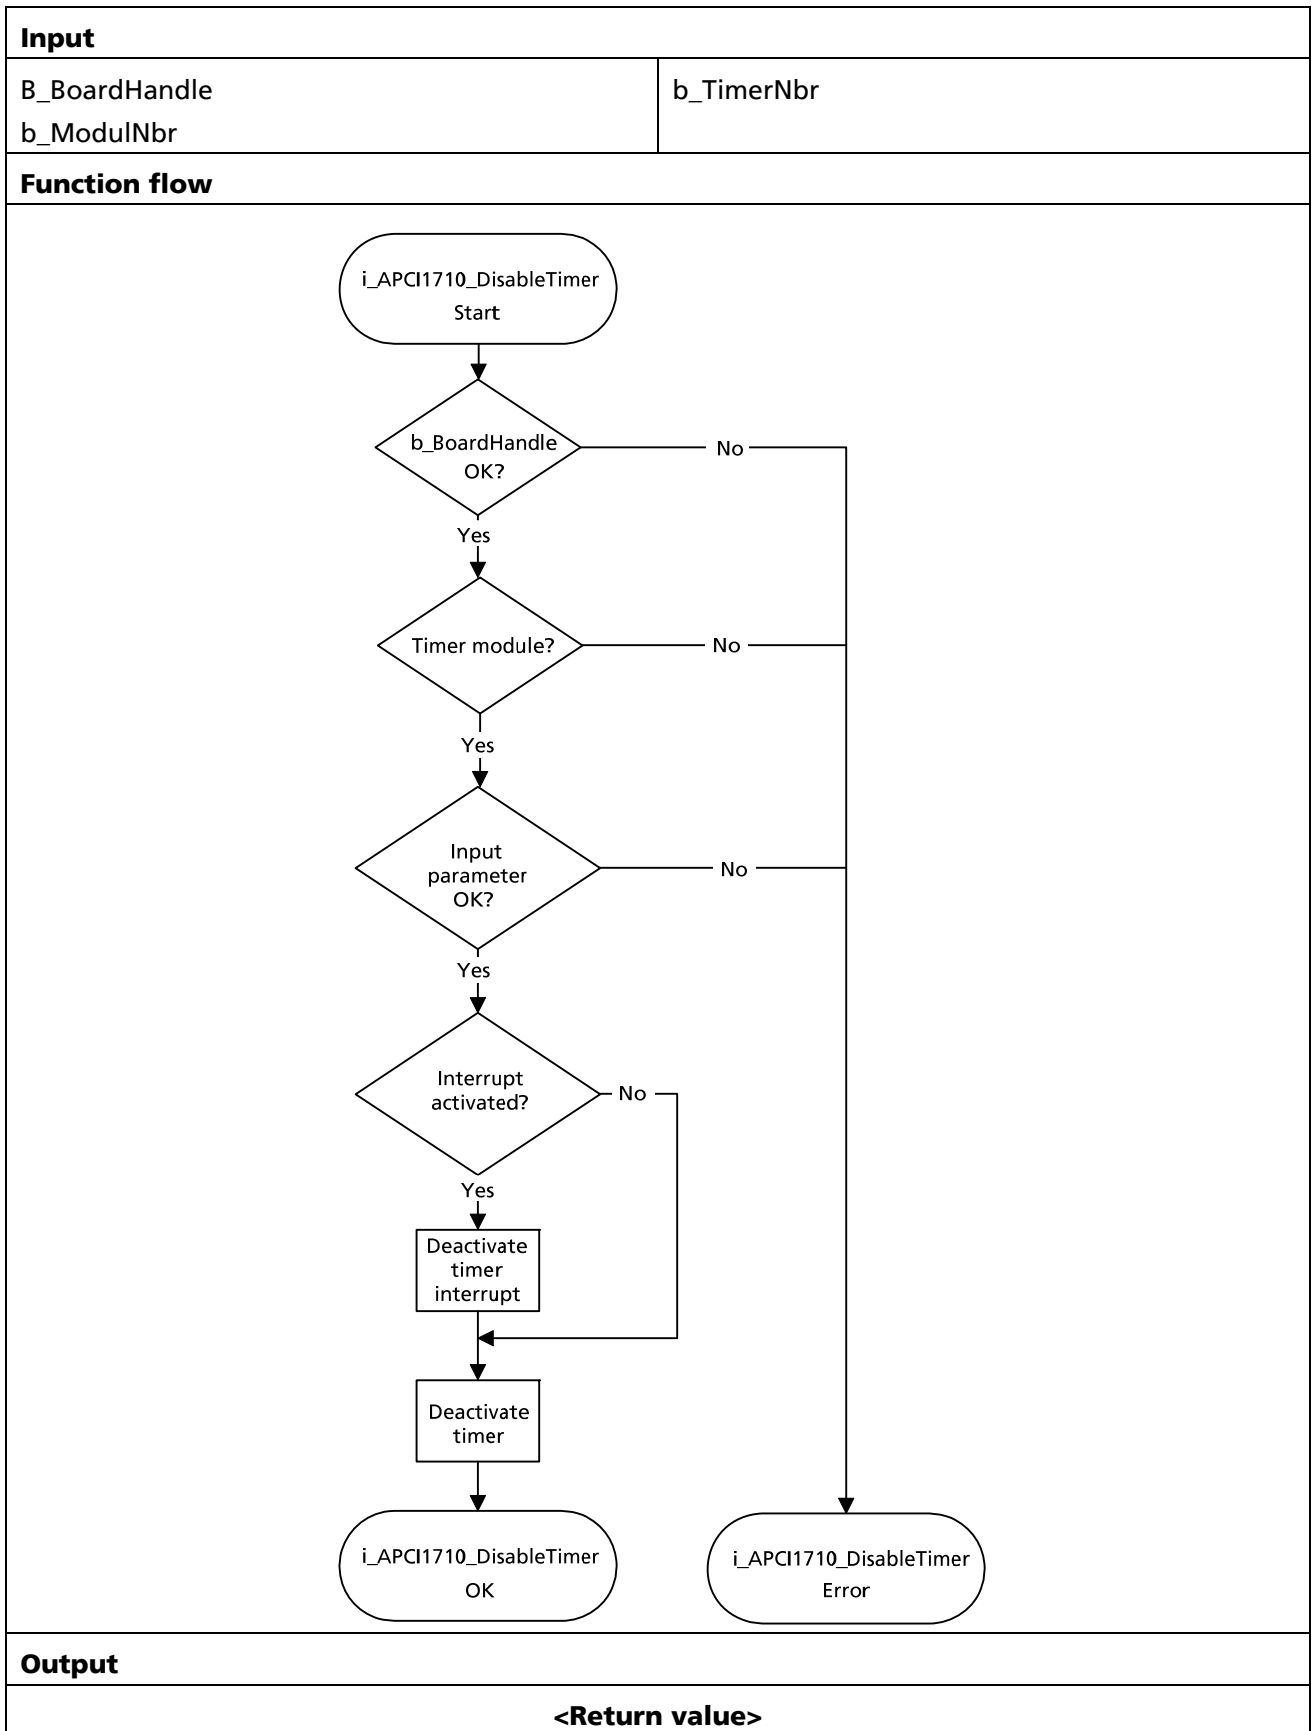 Input
B_BoardHandle
b_ModulNbr
b_TimerNbr
Function flow
i_APCI1710_DisableTimer
Start
b_BoardHandle
OK?
No
Yes
Timer module?
No
Yes
Input
parameter
OK?
No
Yes
Interrupt
activated?
No
Yes
Deactivate
timer
interrupt
Deactivate
timer
i_APCI1710_DisableTimer
OK
i_APCI1710_DisableTimer
Error
Output
<Return value>